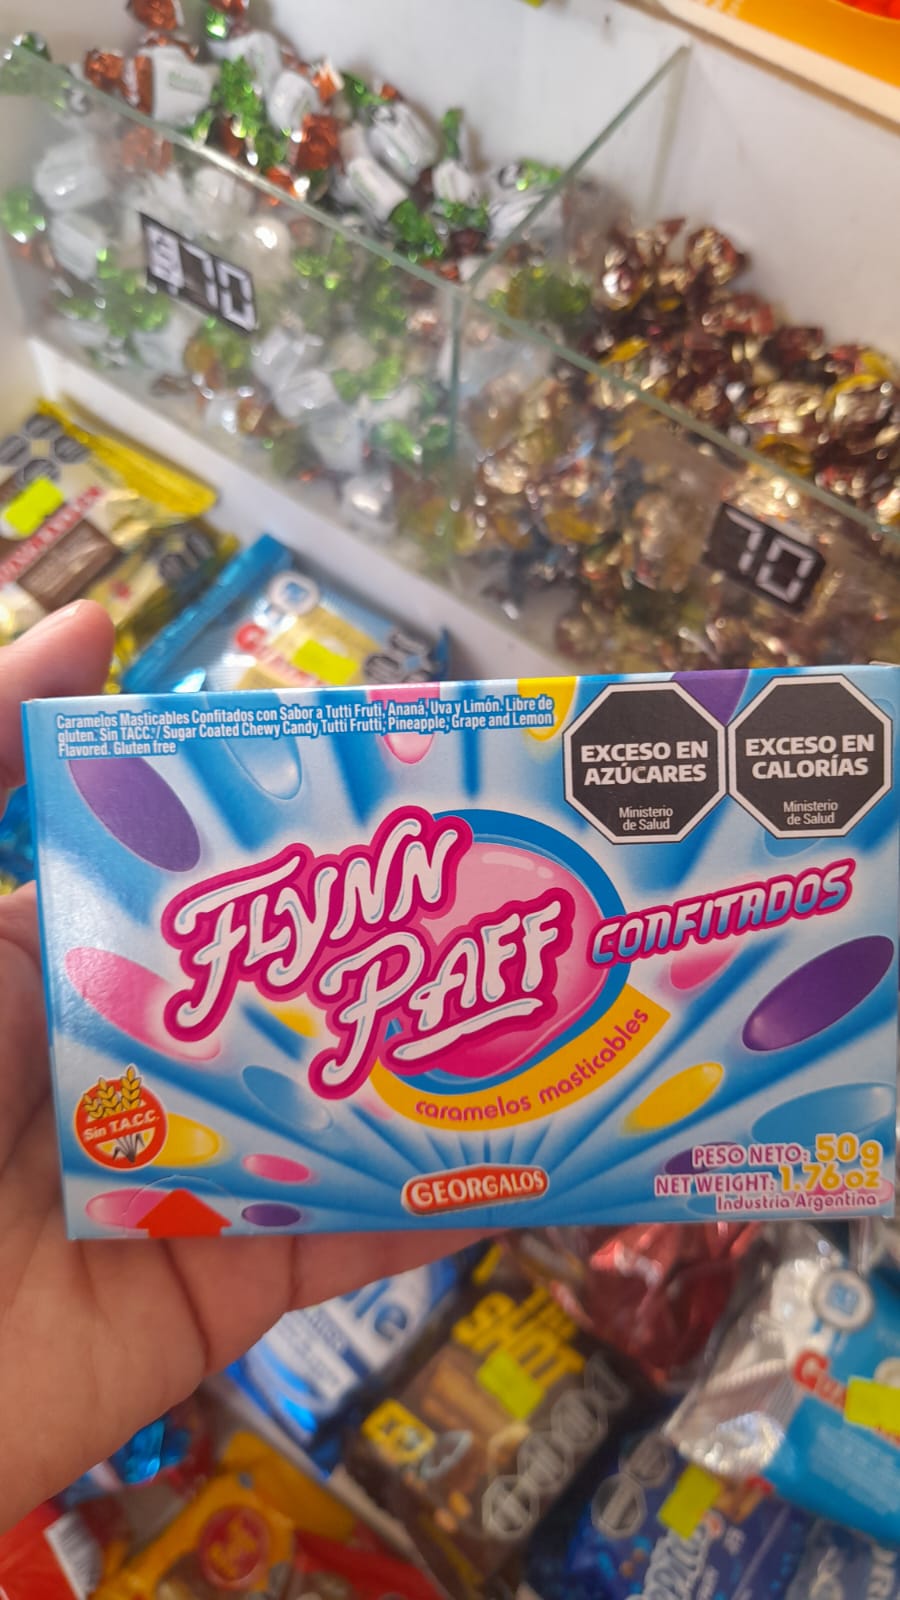 $70
70
Caramelos Masticables Confitados con Sabor a Tutti Fruti, Ananá, Uva y Limón. Libre de
gluten. Sin TACC. / Sugar Coated Chewy Candy Tutti Frutti, Pineapple, Grape and Lemon
Flavored. Gluten free
EXCESO EN
AZÚCARES
Ministerio
de Salud
EXCESO EN
CALORÍAS
Ministerio
de Salud
FLYNN
PAFF
CONFITADOS
caramelos masticables
Sin T.A.C.C.
GEORGALOS
PESO NETO: 50g
NET WEIGHT: 1.76 oz
Industria Argentina
SHOT